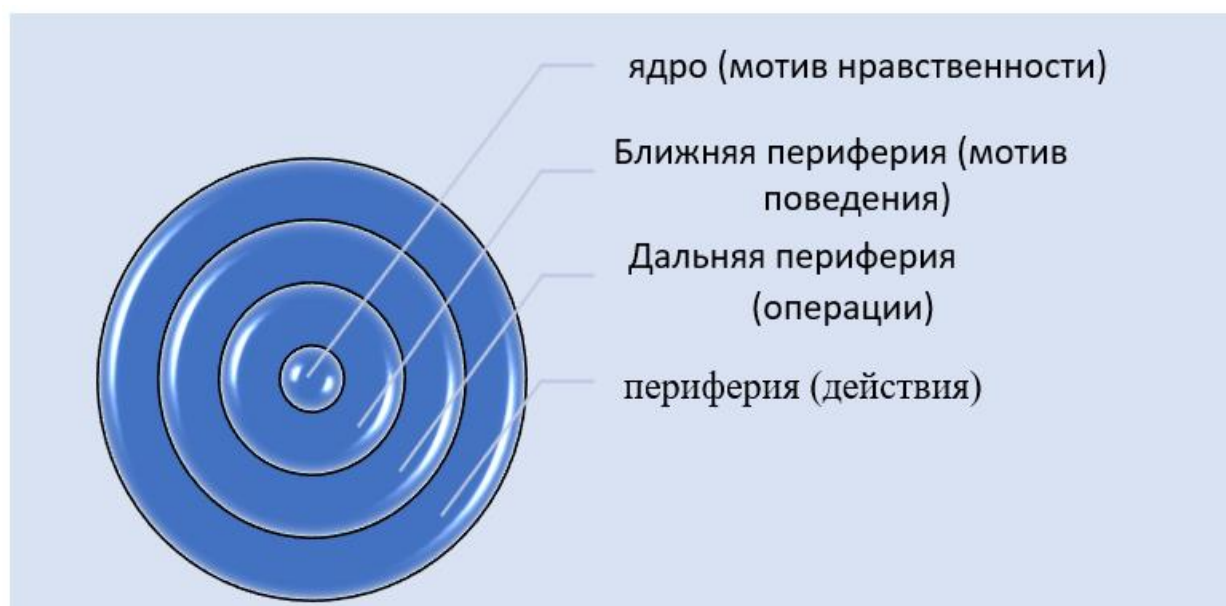 ядро (мотив нравственности)
Ближняя периферия (мотив
поведения)
Дальняя периферия
(операции)
периферия (действия)